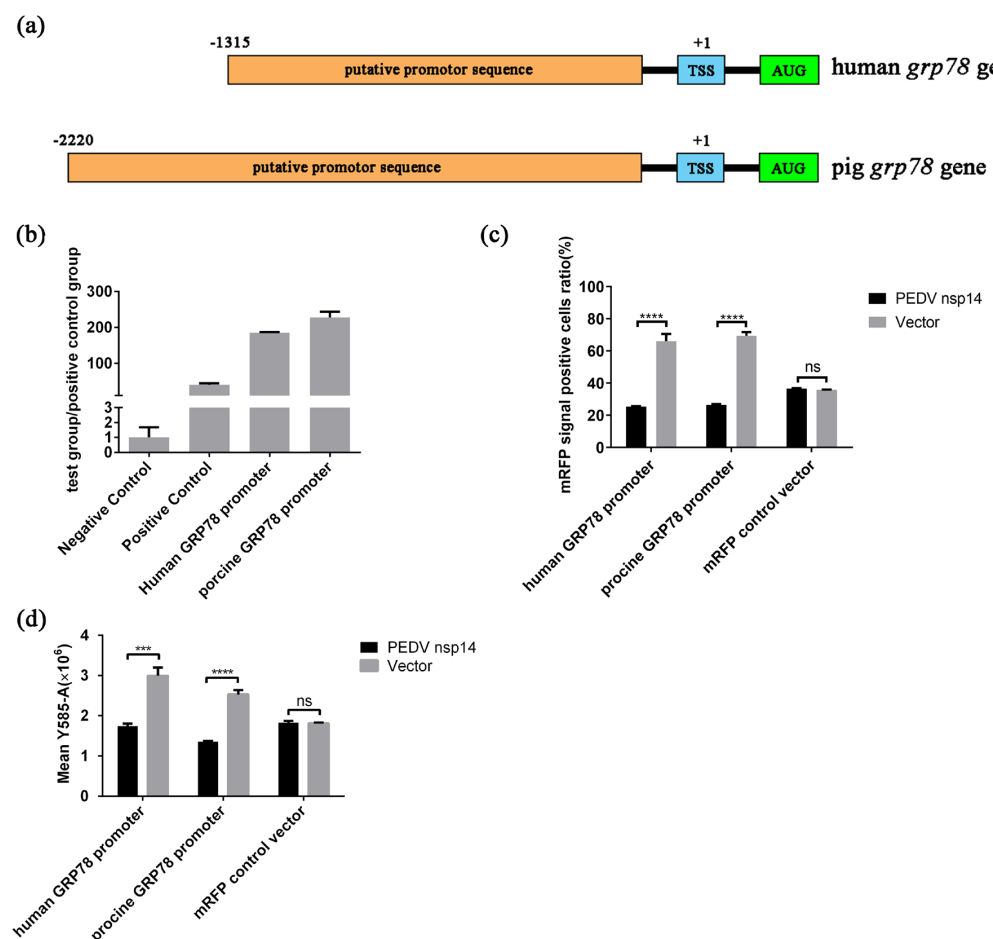 (a)
-1315
+1
putative promotor sequence
TSS
AUG
human grp78 ge
-2220
+1
putative promotor sequence
TSS
AUG
pig grp78 gene
(b)
test group/positive control group
300
200
100
3
2
1
0
Negative Control
Positive Control
Human GRP78 promoter
porcine GRP78 promoter
(c)
mRFP signal positive cells ratio(%)
100
80
60
40
20
0
****
****
ns
PEDV nsp14
Vector
human GRP78 promoter
procine GRP78 promoter
mRFP control vector
(d)
Mean Y585-A(×10⁶)
4
3
2
1
0
***
****
ns
PEDV nsp14
Vector
human GRP78 promoter
procine GRP78 promoter
mRFP control vector